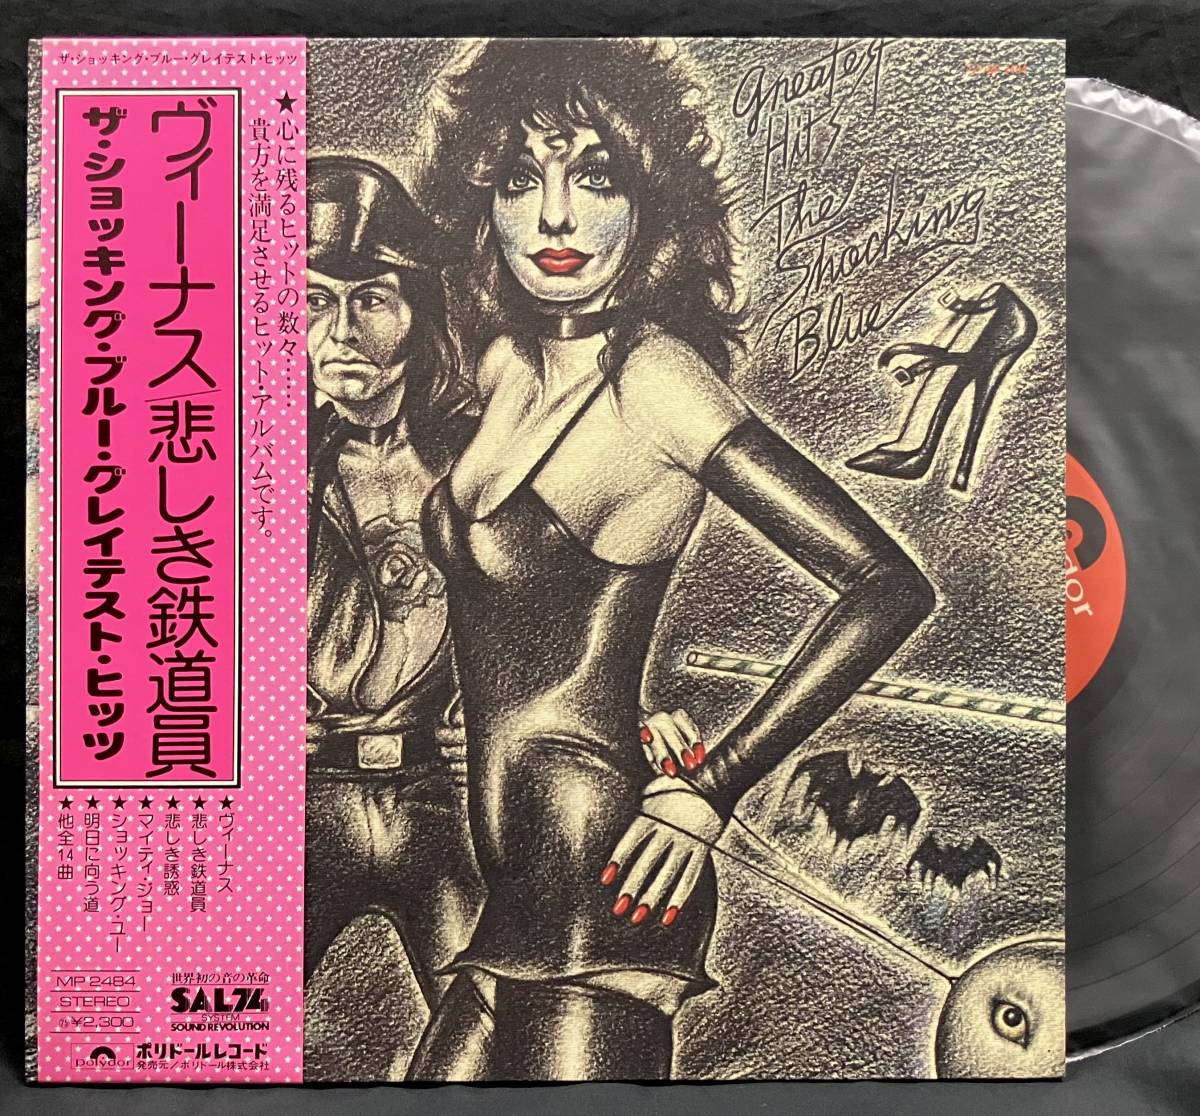 ザ・ショッキング・ブルー・グレイテスト・ヒッツ
★心に残るヒットの数々……
貴方を満足させるヒット・アルバムです。
ヴィーナス/悲しき鉄道員
ザ・ショッキング・ブルー・グレイテスト・ヒッツ
★ヴィーナス
★悲しき鉄道員
★悲しき誘惑
★マイティ・ジョー
★ショッキング・ユー
★明日に向う道
★他全14曲
MP 2484
STEREO
¥2,300
世界初の音の革命
SAL74
SYSTEM
SOUND REVOLUTION
polydor
ポリドールレコード
発売元/ポリドール株式会社
Greatest
Hits
The
Shocking
Blue